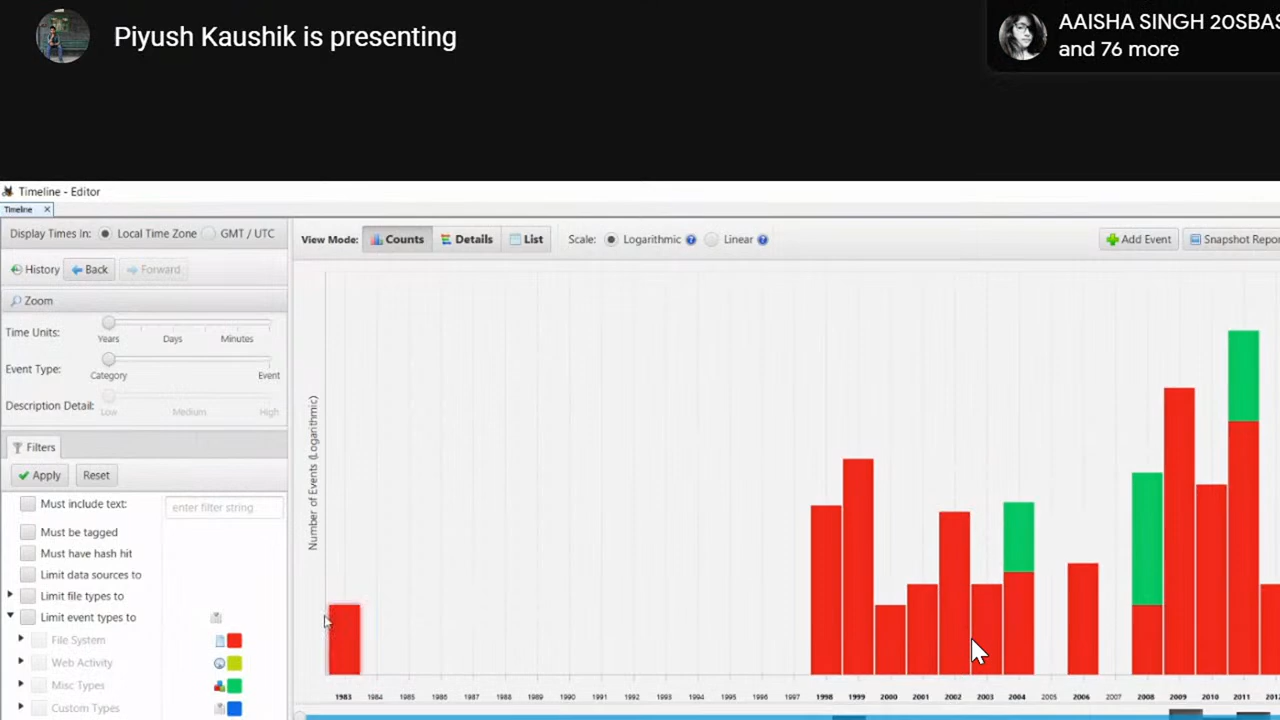 Piyush Kaushik is presenting
AAISHA SINGH 20SBAS
and 76 more
Timeline - Editor
Timeline
Display Times In: Local Time Zone GMT / UTC
View Mode: Counts Details List Scale: Logarithmic Linear Add Event Snapshot Repor
History Back Forward
Zoom
Time Units:
Years Days Minutes
Event Type:
Category Event
Description Detail:
Low Medium High
Filters
Apply Reset
Must include text: enter filter string
Must be tagged
Must have hash hit
Limit data sources to
Limit file types to
Limit event types to
File System
Web Activity
Misc Types
Custom Types
Number of Events (Logarithmic)
1983 1984 1985 1986 1987 1988 1989 1990 1991 1992 1993 1994 1995 1996 1997 1998 1999 2000 2001 2002 2003 2004 2005 2006 2007 2008 2009 2010 2011 2012